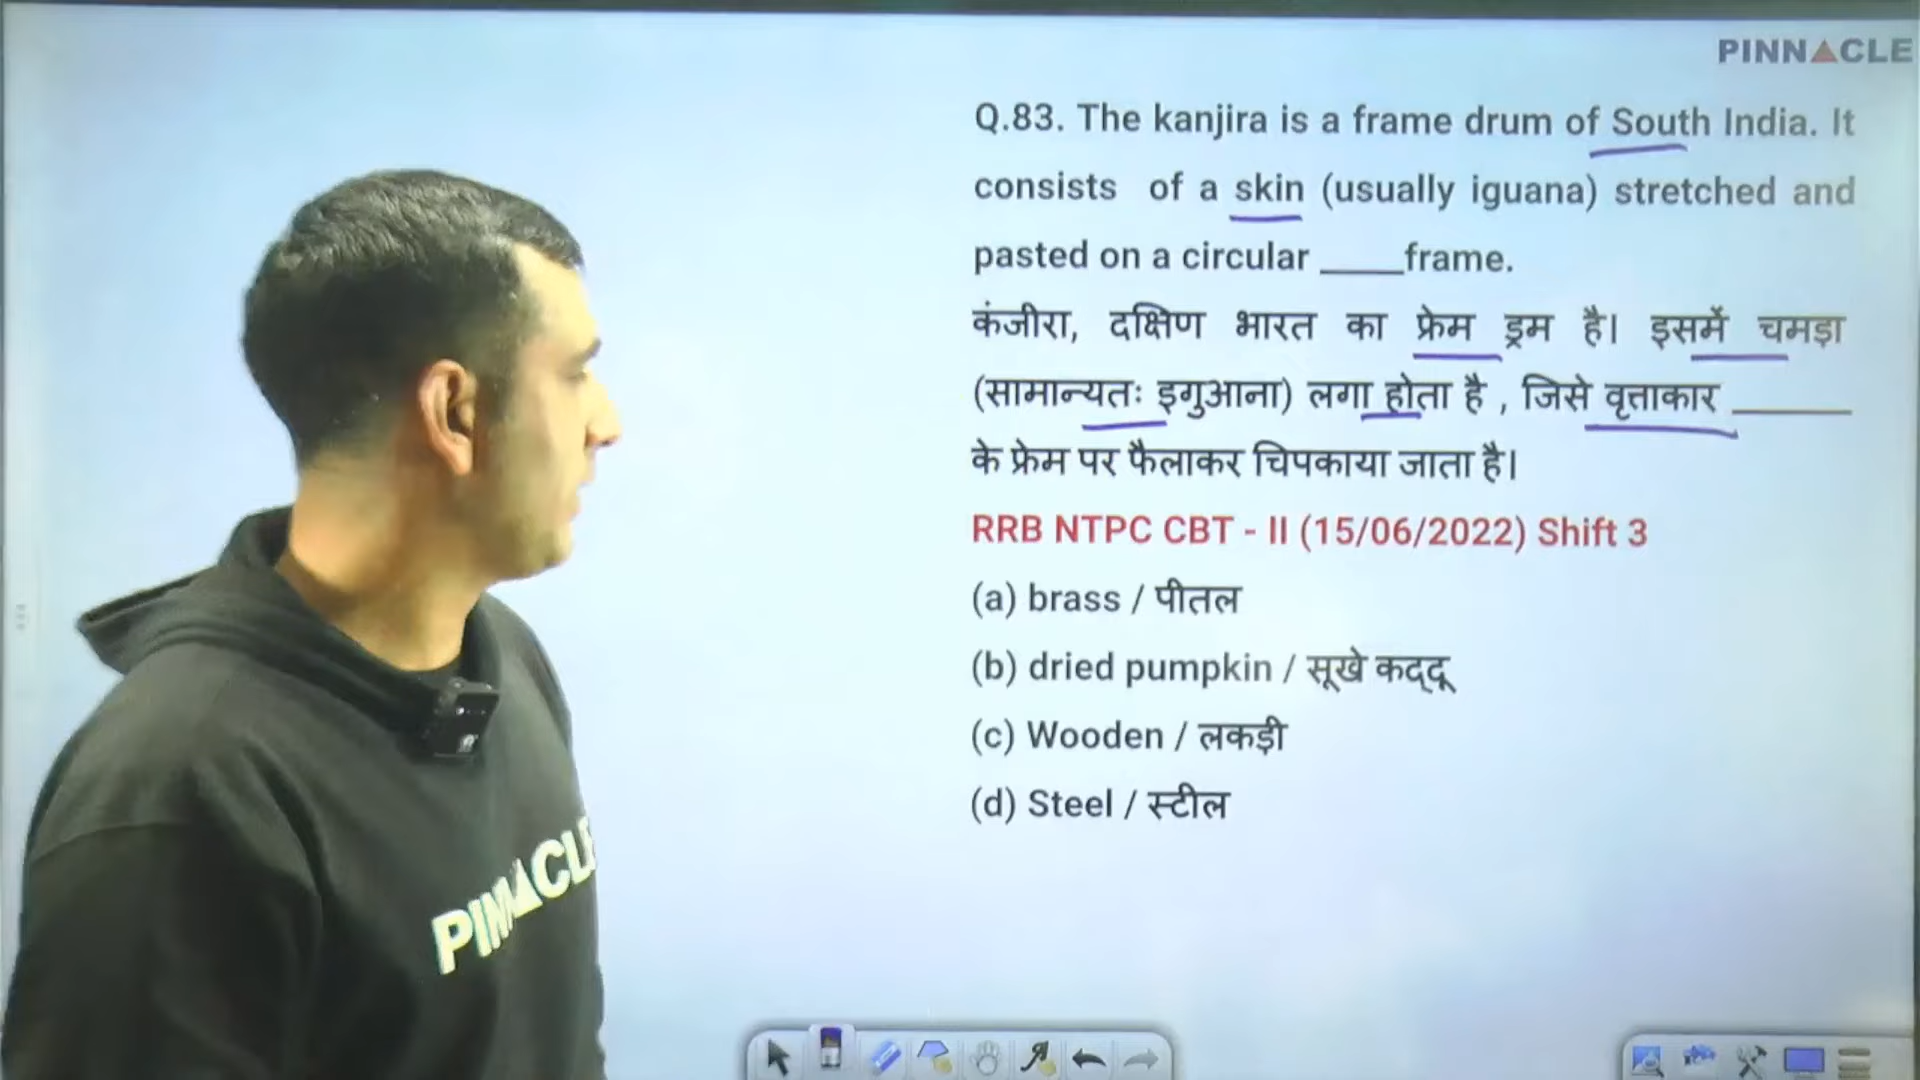 PINNACLE
Q.83. The kanjira is a frame drum of South India. It
consists of a skin (usually iguana) stretched and
pasted on a circular ____frame.
कंजीरा, दक्षिण भारत का फ्रेम ड्रम है। इसमें चमड़ा
(सामान्यतः इगुआना) लगा होता है , जिसे वृत्ताकार ______
के फ्रेम पर फैलाकर चिपकाया जाता है।
RRB NTPC CBT - II (15/06/2022) Shift 3
(a) brass / पीतल
(b) dried pumpkin / सूखे कद्दू
(c) Wooden / लकड़ी
(d) Steel / स्टील
PINNACLE